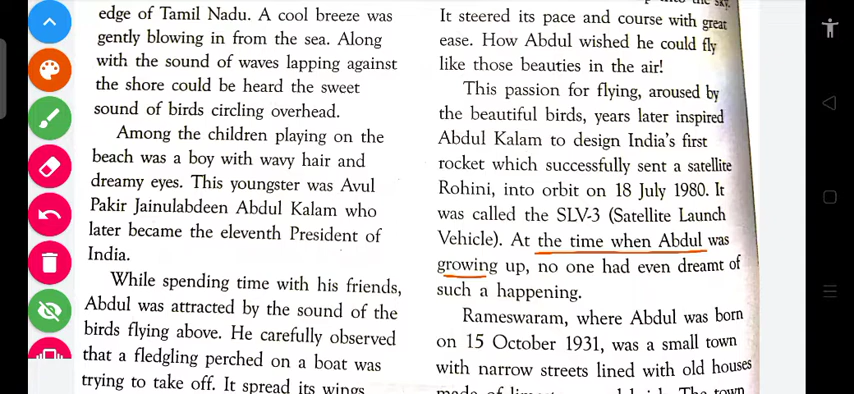 edge of Tamil Nadu. A cool breeze was
gently blowing in from the sea. Along
with the sound of waves lapping against
the shore could be heard the sweet
sound of birds circling overhead.
Among the children playing on the
beach was a boy with wavy hair and
dreamy eyes. This youngster was Avul
Pakir Jainulabdeen Abdul Kalam who
later became the eleventh President of
India.
While spending time with his friends,
Abdul was attracted by the sound of the
birds flying above. He carefully observed
that a fledgling perched on a boat was
trying to take off. It spread its wings
the sky.
It steered its pace and course with great
ease. How Abdul wished he could fly
like those beauties in the air!
This passion for flying, aroused by
the beautiful birds, years later inspired
Abdul Kalam to design India's first
rocket which successfully sent a satellite
Rohini, into orbit on 18 July 1980. It
was called the SLV-3 (Satellite Launch
Vehicle). At the time when Abdul was
growing up, no one had even dreamt of
such a happening.
Rameswaram, where Abdul was born
on 15 October 1931, was a small town
with narrow streets lined with old houses
made of The town